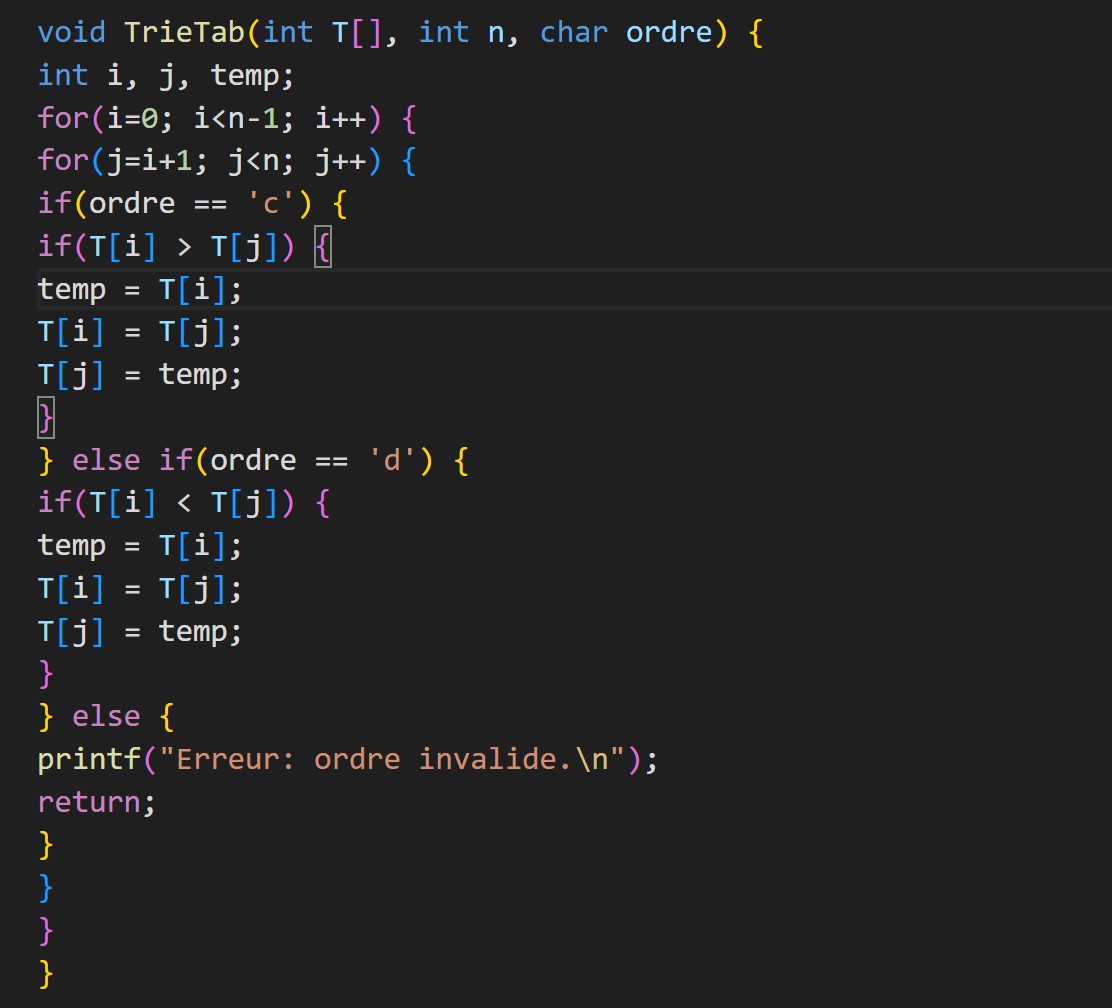 void TrieTab(int T[], int n, char ordre) {
int i, j, temp;
for(i=0; i<n-1; i++) {
for(j=i+1; j<n; j++) {
if(ordre == 'c') {
if(T[i] > T[j]) {
temp = T[i];
T[i] = T[j];
T[j] = temp;
}
} else if(ordre == 'd') {
if(T[i] < T[j]) {
temp = T[i];
T[i] = T[j];
T[j] = temp;
}
} else {
printf("Erreur: ordre invalide.\n");
return;
}
}
}
}